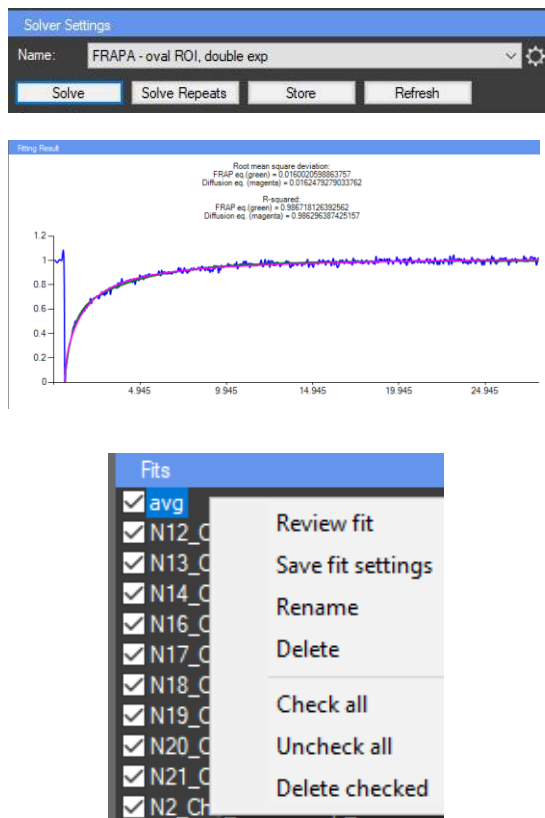 Solver Settings
Name: FRAPA - oval ROI, double exp
Solve Solve Repeats Store Refresh
Fitting Result
Root mean square deviation:
FRAP eq.(green) = 0.0160020598863757
Diffusion eq. (magenta) = 0.0162479279033762
R-squared:
FRAP eq.(green) = 0.986718126392562
Diffusion eq. (magenta) = 0.986296387425157
1.2
1
0.8
0.6
0.4
0.2
0
4.945 9.945 14.945 19.945 24.945
Fits
avg
N12_C
N13_C
N14_C
N16_C
N17_C
N18_C
N19_C
N20_C
N21_C
N2_Ch
Review fit
Save fit settings
Rename
Delete
Check all
Uncheck all
Delete checked